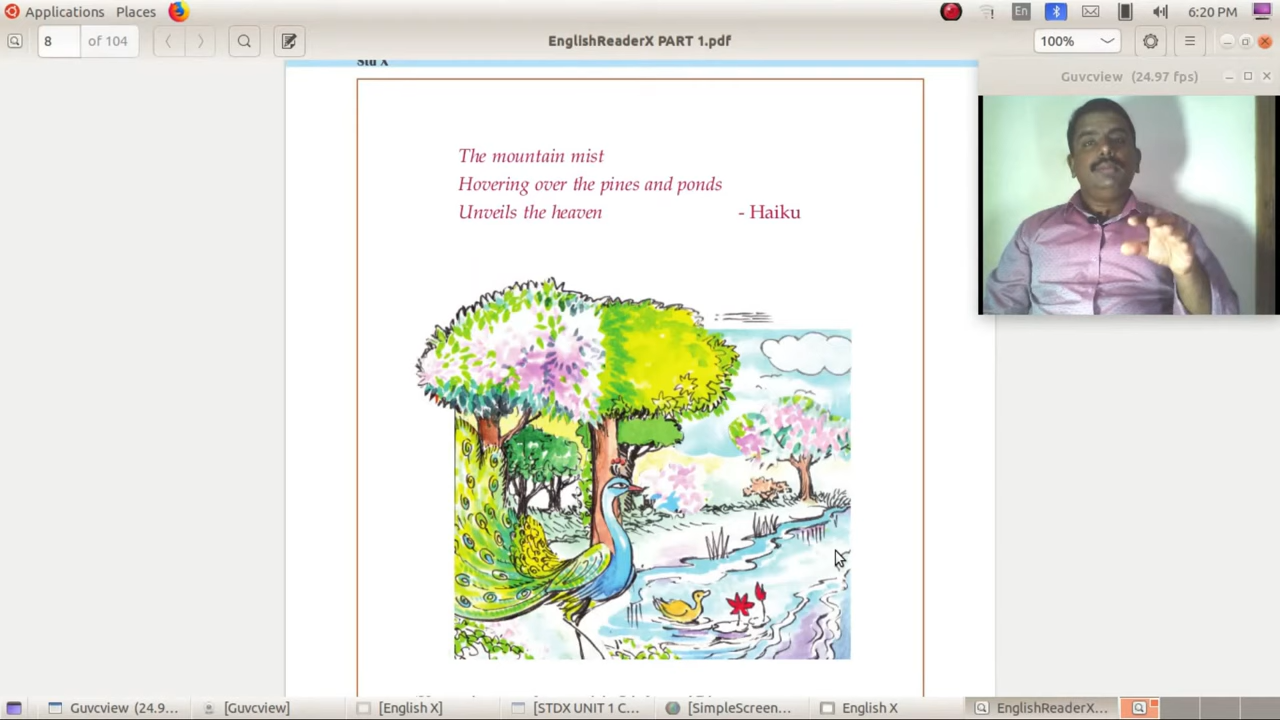 Applications Places En 6:20 PM
8 of 104 EnglishReaderX PART 1.pdf 100%
Std X
Guvcview (24.97 fps)
The mountain mist
Hovering over the pines and ponds
Unveils the heaven - Haiku
Guvcview (24.9... [Guvcview] [English X] [STDX UNIT 1 C... [SimpleScreen... English X EnglishReaderX...